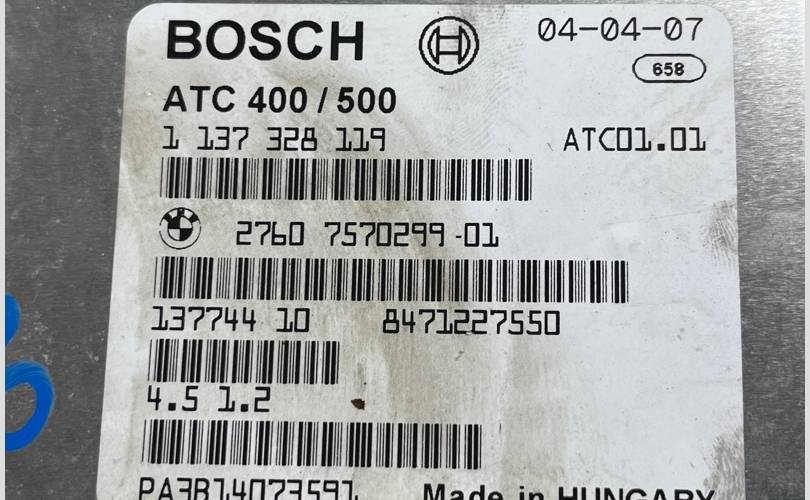 BOSCH
04-04-07
658
ATC 400 / 500
1 137 328 119
ATC01.01
2760 7570299-01
137744 10
8471227550
4.5 1.2
PA3B14073591
Made in HUNGARY